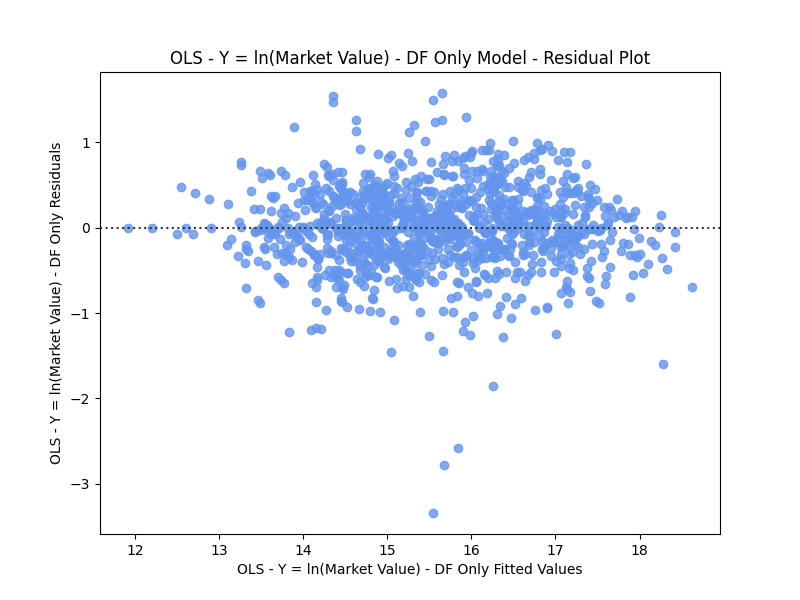 OLS - Y = ln(Market Value) - DF Only Model - Residual Plot
OLS - Y = ln(Market Value) - DF Only Residuals
1
0
−1
−2
−3
12 13 14 15 16 17 18
OLS - Y = ln(Market Value) - DF Only Fitted Values